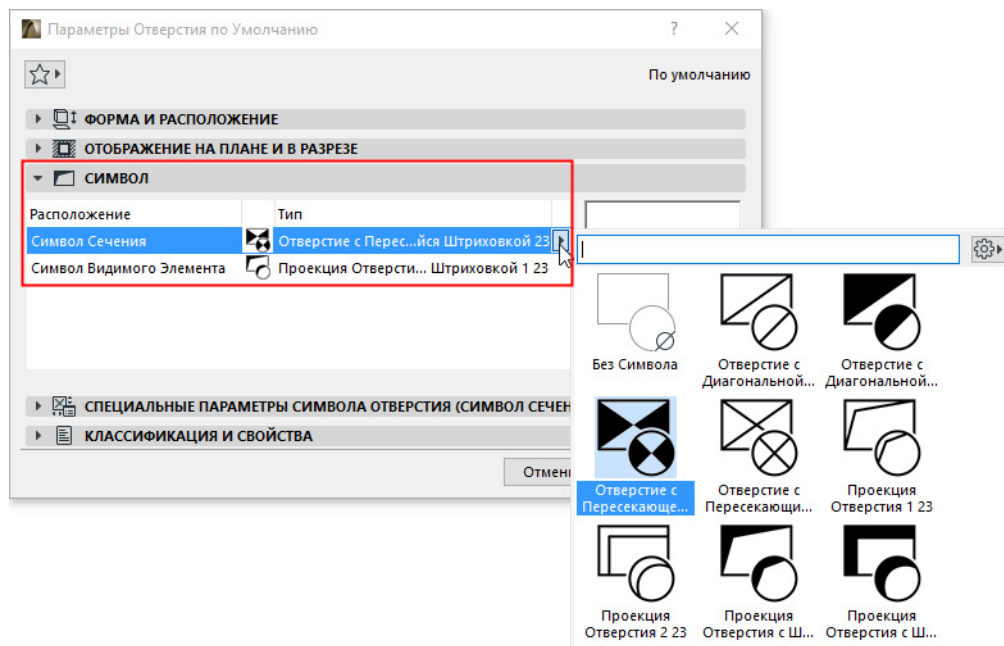 Параметры Отверстия по Умолчанию
?
По умолчанию
ФОРМА И РАСПОЛОЖЕНИЕ
ОТОБРАЖЕНИЕ НА ПЛАНЕ И В РАЗРЕЗЕ
СИМВОЛ
Расположение Тип
Символ Сечения Отверстие с Перес...йся Штриховкой 23
Символ Видимого Элемента Проекция Отверсти... Штриховкой 1 23
СПЕЦИАЛЬНЫЕ ПАРАМЕТРЫ СИМВОЛА ОТВЕРСТИЯ (СИМВОЛ СЕЧЕН
КЛАССИФИКАЦИЯ И СВОЙСТВА
Отмени
Без Символа
Отверстие с
Диагональной...
Отверстие с
Диагональной...
Отверстие с
Пересекающе...
Отверстие с
Пересекающи...
Проекция
Отверстия 1 23
Проекция
Отверстия 2 23
Проекция
Отверстия с Ш...
Проекция
Отверстия с Ш...